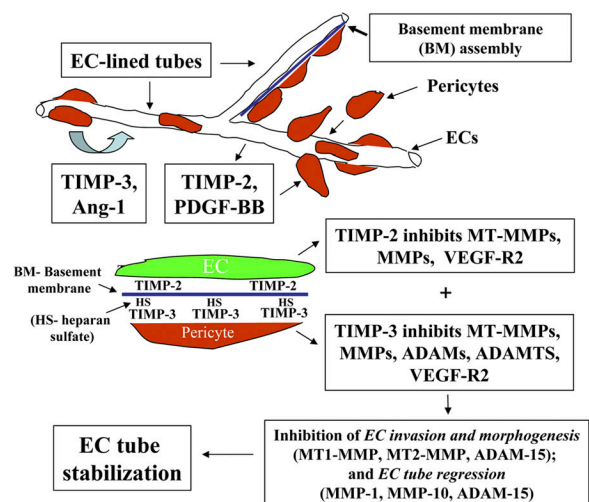 Basement membrane
(BM) assembly
EC-lined tubes
Pericytes
ECs
TIMP-3,
Ang-1
TIMP-2,
PDGF-BB
TIMP-2 inhibits MT-MMPs,
MMPs, VEGF-R2
EC
BM- Basement
membrane
TIMP-2 TIMP-2
+
(HS- heparan
sulfate)
HS HS HS
TIMP-3 TIMP-3 TIMP-3
Pericyte
TIMP-3 inhibits MT-MMPs,
MMPs, ADAMs, ADAMTS,
VEGF-R2
EC tube
stabilization
Inhibition of EC invasion and morphogenesis
(MT1-MMP, MT2-MMP, ADAM-15);
and EC tube regression
(MMP-1, MMP-10, ADAM-15)